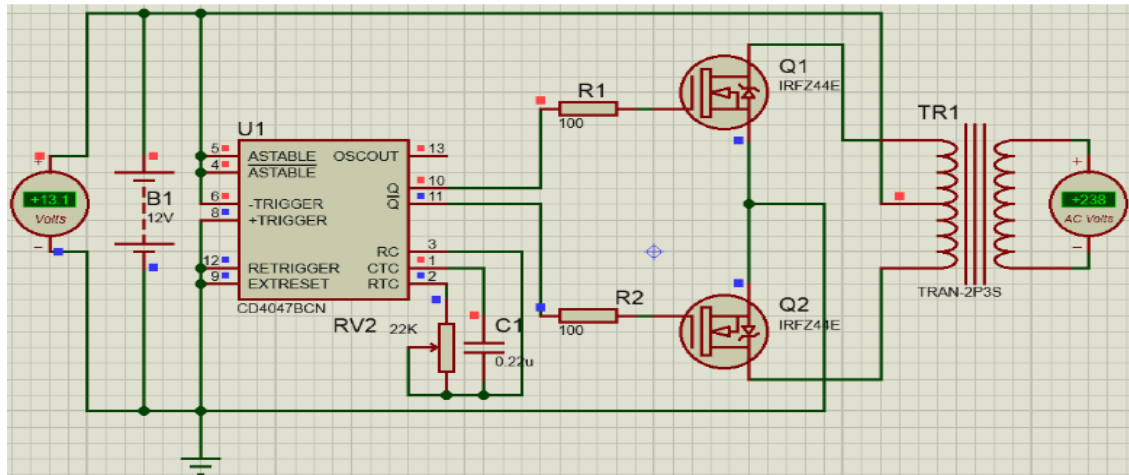 U1
5
ASTABLE
OSCOUT
13
4
ASTABLE
6
-TRIGGER
Q
10
8
+TRIGGER
Q
11
RC
3
12
RETRIGGER
CTC
1
9
EXTRESET
RTC
2
CD4047BCN
+
+13.1
Volts
−
B1
12V
R1
100
Q1
IRFZ44E
R2
100
Q2
IRFZ44E
RV2
22K
C1
0.22u
TR1
TRAN-2P3S
+
+238
AC Volts
−